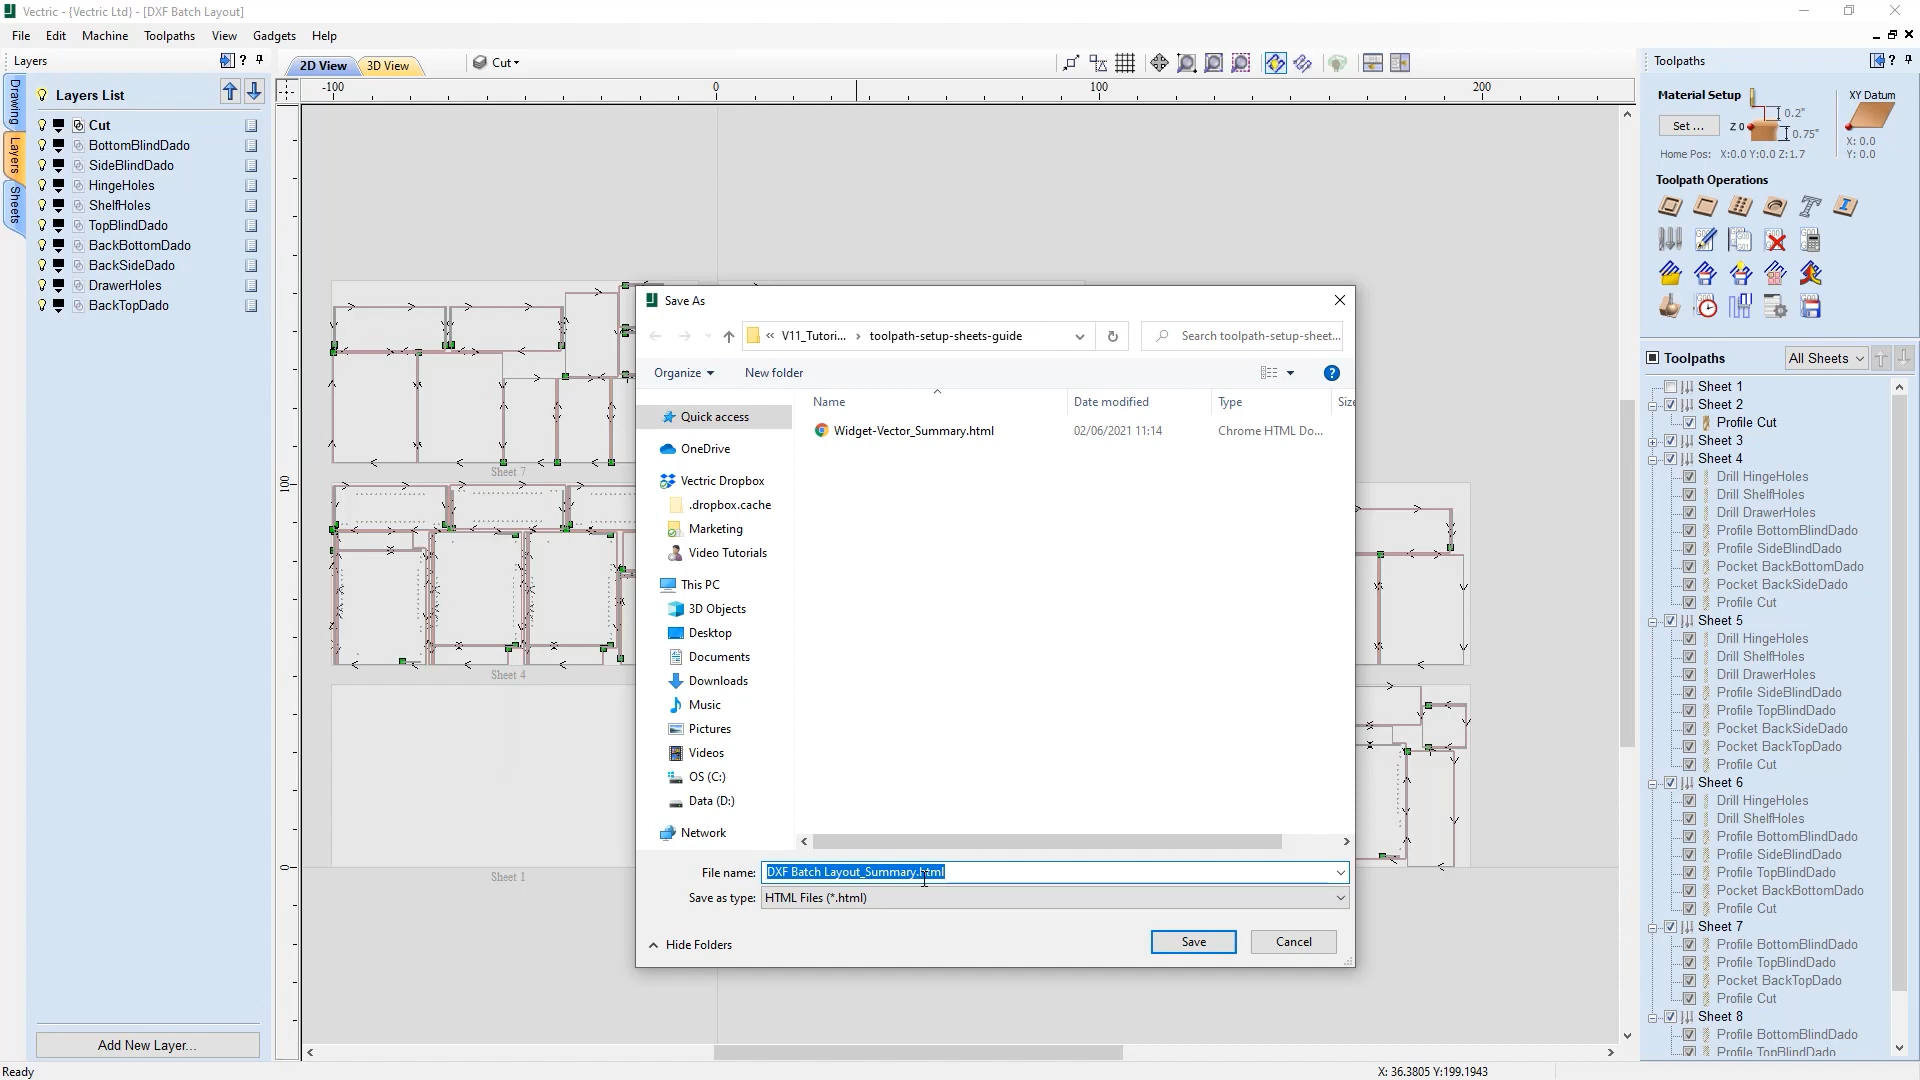 Vectric - {Vectric Ltd} - [DXF Batch Layout]
File Edit Machine Toolpaths View Gadgets Help
Layers
?
Drawing
Layers
Sheets
Layers List
Cut
BottomBlindDado
SideBlindDado
HingeHoles
ShelfHoles
TopBlindDado
BackBottomDado
BackSideDado
DrawerHoles
BackTopDado
Add New Layer...
Ready
2D View
3D View
Cut
-100
0
100
200
100
0
Sheet 7
Sheet 4
Sheet 1
Save As
« V11_Tutori... › toolpath-setup-sheets-guide
Search toolpath-setup-sheet...
Organize
New folder
?
Quick access
OneDrive
Vectric Dropbox
.dropbox.cache
Marketing
Video Tutorials
This PC
3D Objects
Desktop
Documents
Downloads
Music
Pictures
Videos
OS (C:)
Data (D:)
Network
Name Date modified Type Size
Widget-Vector_Summary.html 02/06/2021 11:14 Chrome HTML Do...
File name: DXF Batch Layout_Summary.html
Save as type: HTML Files (*.html)
Hide Folders
Save
Cancel
Toolpaths
?
Material Setup
Set ...
Z 0
0.2"
0.75"
XY Datum
X: 0.0
Y: 0.0
Home Pos: X:0.0 Y:0.0 Z:1.7
Toolpath Operations
Toolpaths
All Sheets
Sheet 1
Sheet 2
Profile Cut
Sheet 3
Sheet 4
Drill HingeHoles
Drill ShelfHoles
Drill DrawerHoles
Profile BottomBlindDado
Profile SideBlindDado
Pocket BackBottomDado
Pocket BackSideDado
Profile Cut
Sheet 5
Drill HingeHoles
Drill ShelfHoles
Drill DrawerHoles
Profile SideBlindDado
Profile TopBlindDado
Pocket BackSideDado
Pocket BackTopDado
Profile Cut
Sheet 6
Drill HingeHoles
Drill ShelfHoles
Profile BottomBlindDado
Profile SideBlindDado
Profile TopBlindDado
Pocket BackBottomDado
Profile Cut
Sheet 7
Profile BottomBlindDado
Profile TopBlindDado
Pocket BackTopDado
Profile Cut
Sheet 8
Profile BottomBlindDado
Profile TopBlindDado
X: 36.3805 Y:199.1943